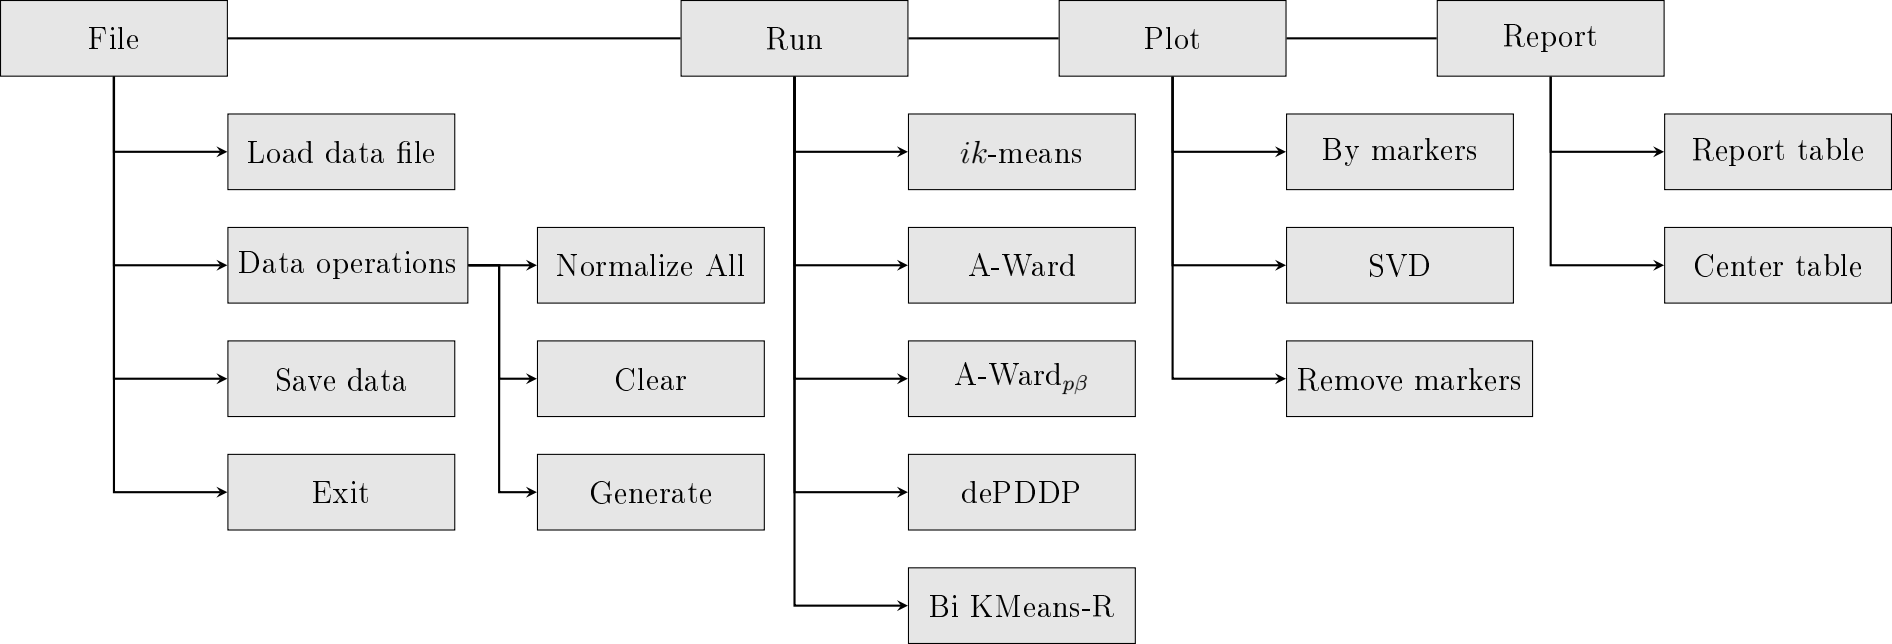 File
Run
Plot
Report
Load data file
ik-means
By markers
Report table
Data operations
Normalize All
A-Ward
SVD
Center table
Save data
Clear
A-Wardpβ
Remove markers
Exit
Generate
dePDDP
Bi KMeans-R